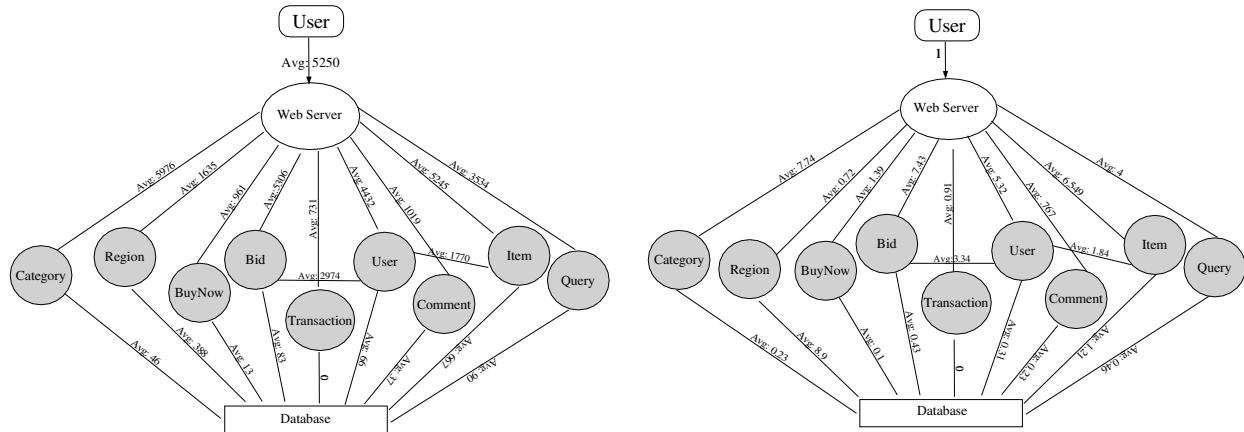 User
Avg: 5250
Web Server
Avg: 5976
Avg: 1635
Avg: 961
Avg:5306
Avg: 731
Avg: 4432
Avg: 1019
Avg: 5245
Avg: 3534
Category
Region
BuyNow
Bid
User
Item
Query
Comment
Transaction
Avg: 2974
Avg: 1770
Avg: 46
Avg: 388
Avg: 13
Avg: 83
0
Avg: 66
Avg: 37
Avg: 667
Avg: 90
Database
User
1
Web Server
Avg: 7.74
Avg: 0.72
Avg: 1.39
Avg: 7.43
Avg: 0.91
Avg: 5.32
Avg: .767
Avg: 6.549
Avg: 4
Category
Region
BuyNow
Bid
User
Item
Query
Comment
Transaction
Avg:3.34
Avg: 1.84
Avg: 0.23
Avg: 8.9
Avg: 0.1
Avg: 0.43
0
Avg: 0.31
Avg: 0.23
Avg: 1.21
Avg: 0.46
Database